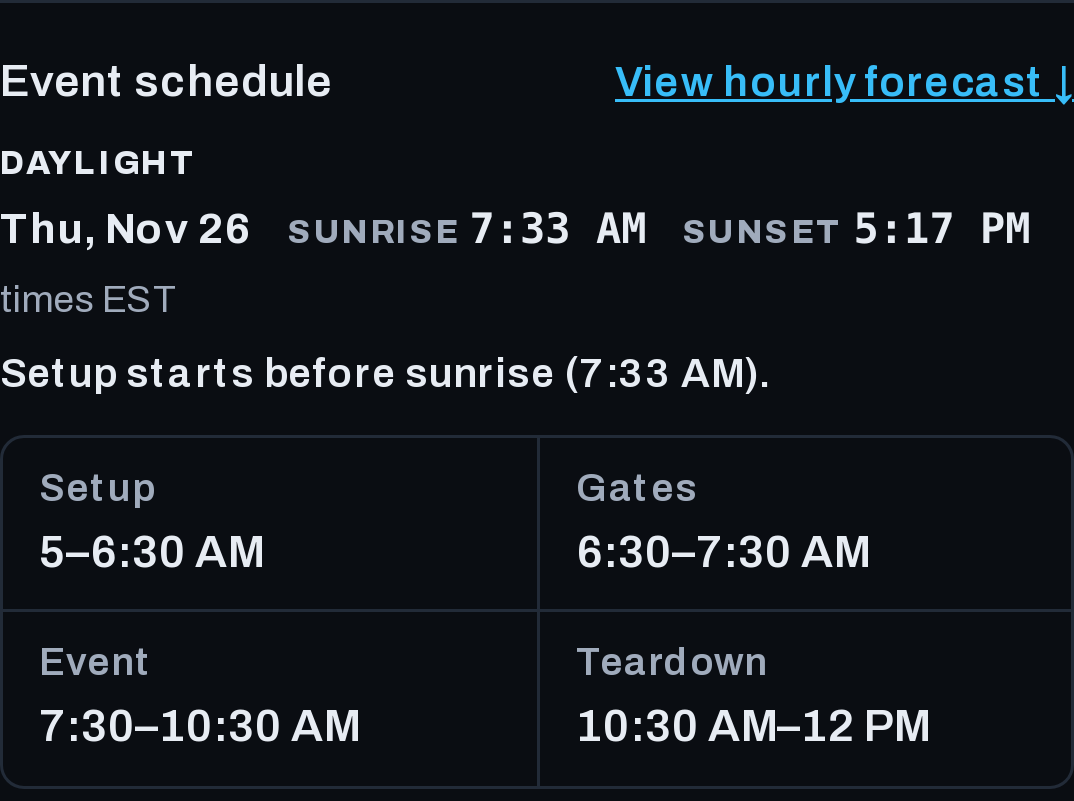 Event schedule
View hourly forecast ↓
DAYLIGHT
Thu, Nov 26 SUNRISE 7:33 AM SUNSET 5:17 PM
times EST
Setup starts before sunrise (7:33 AM).
Setup
5–6:30 AM
Gates
6:30–7:30 AM
Event
7:30–10:30 AM
Teardown
10:30 AM–12 PM